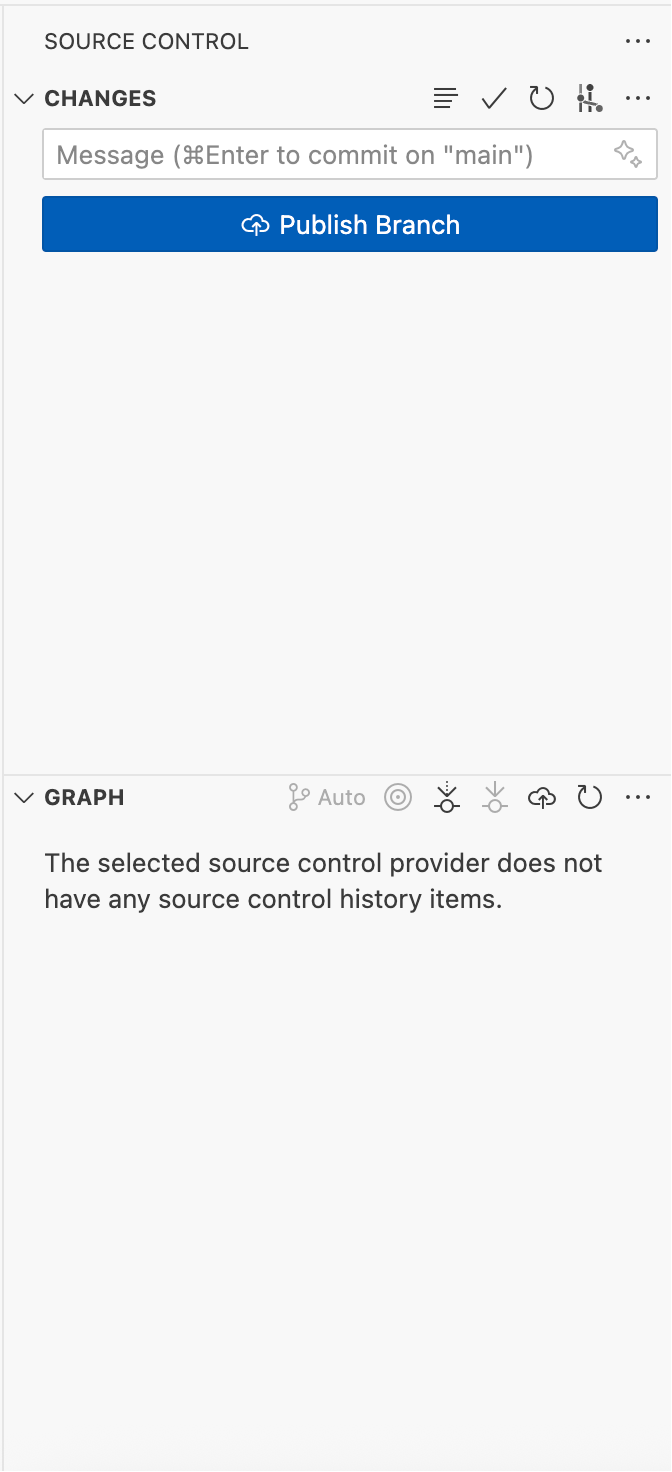 SOURCE CONTROL
CHANGES
Message (⌘Enter to commit on "main")
Publish Branch
GRAPH
Auto
The selected source control provider does not
have any source control history items.